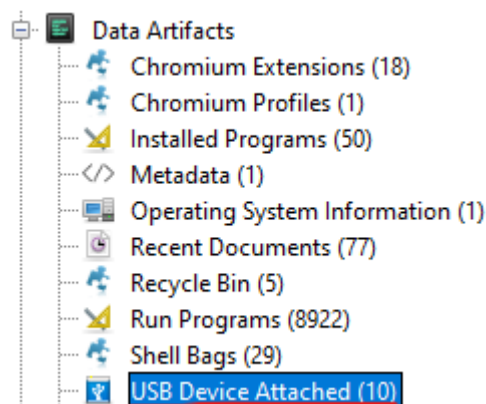 Data Artifacts
Chromium Extensions (18)
Chromium Profiles (1)
Installed Programs (50)
Metadata (1)
Operating System Information (1)
Recent Documents (77)
Recycle Bin (5)
Run Programs (8922)
Shell Bags (29)
USB Device Attached (10)